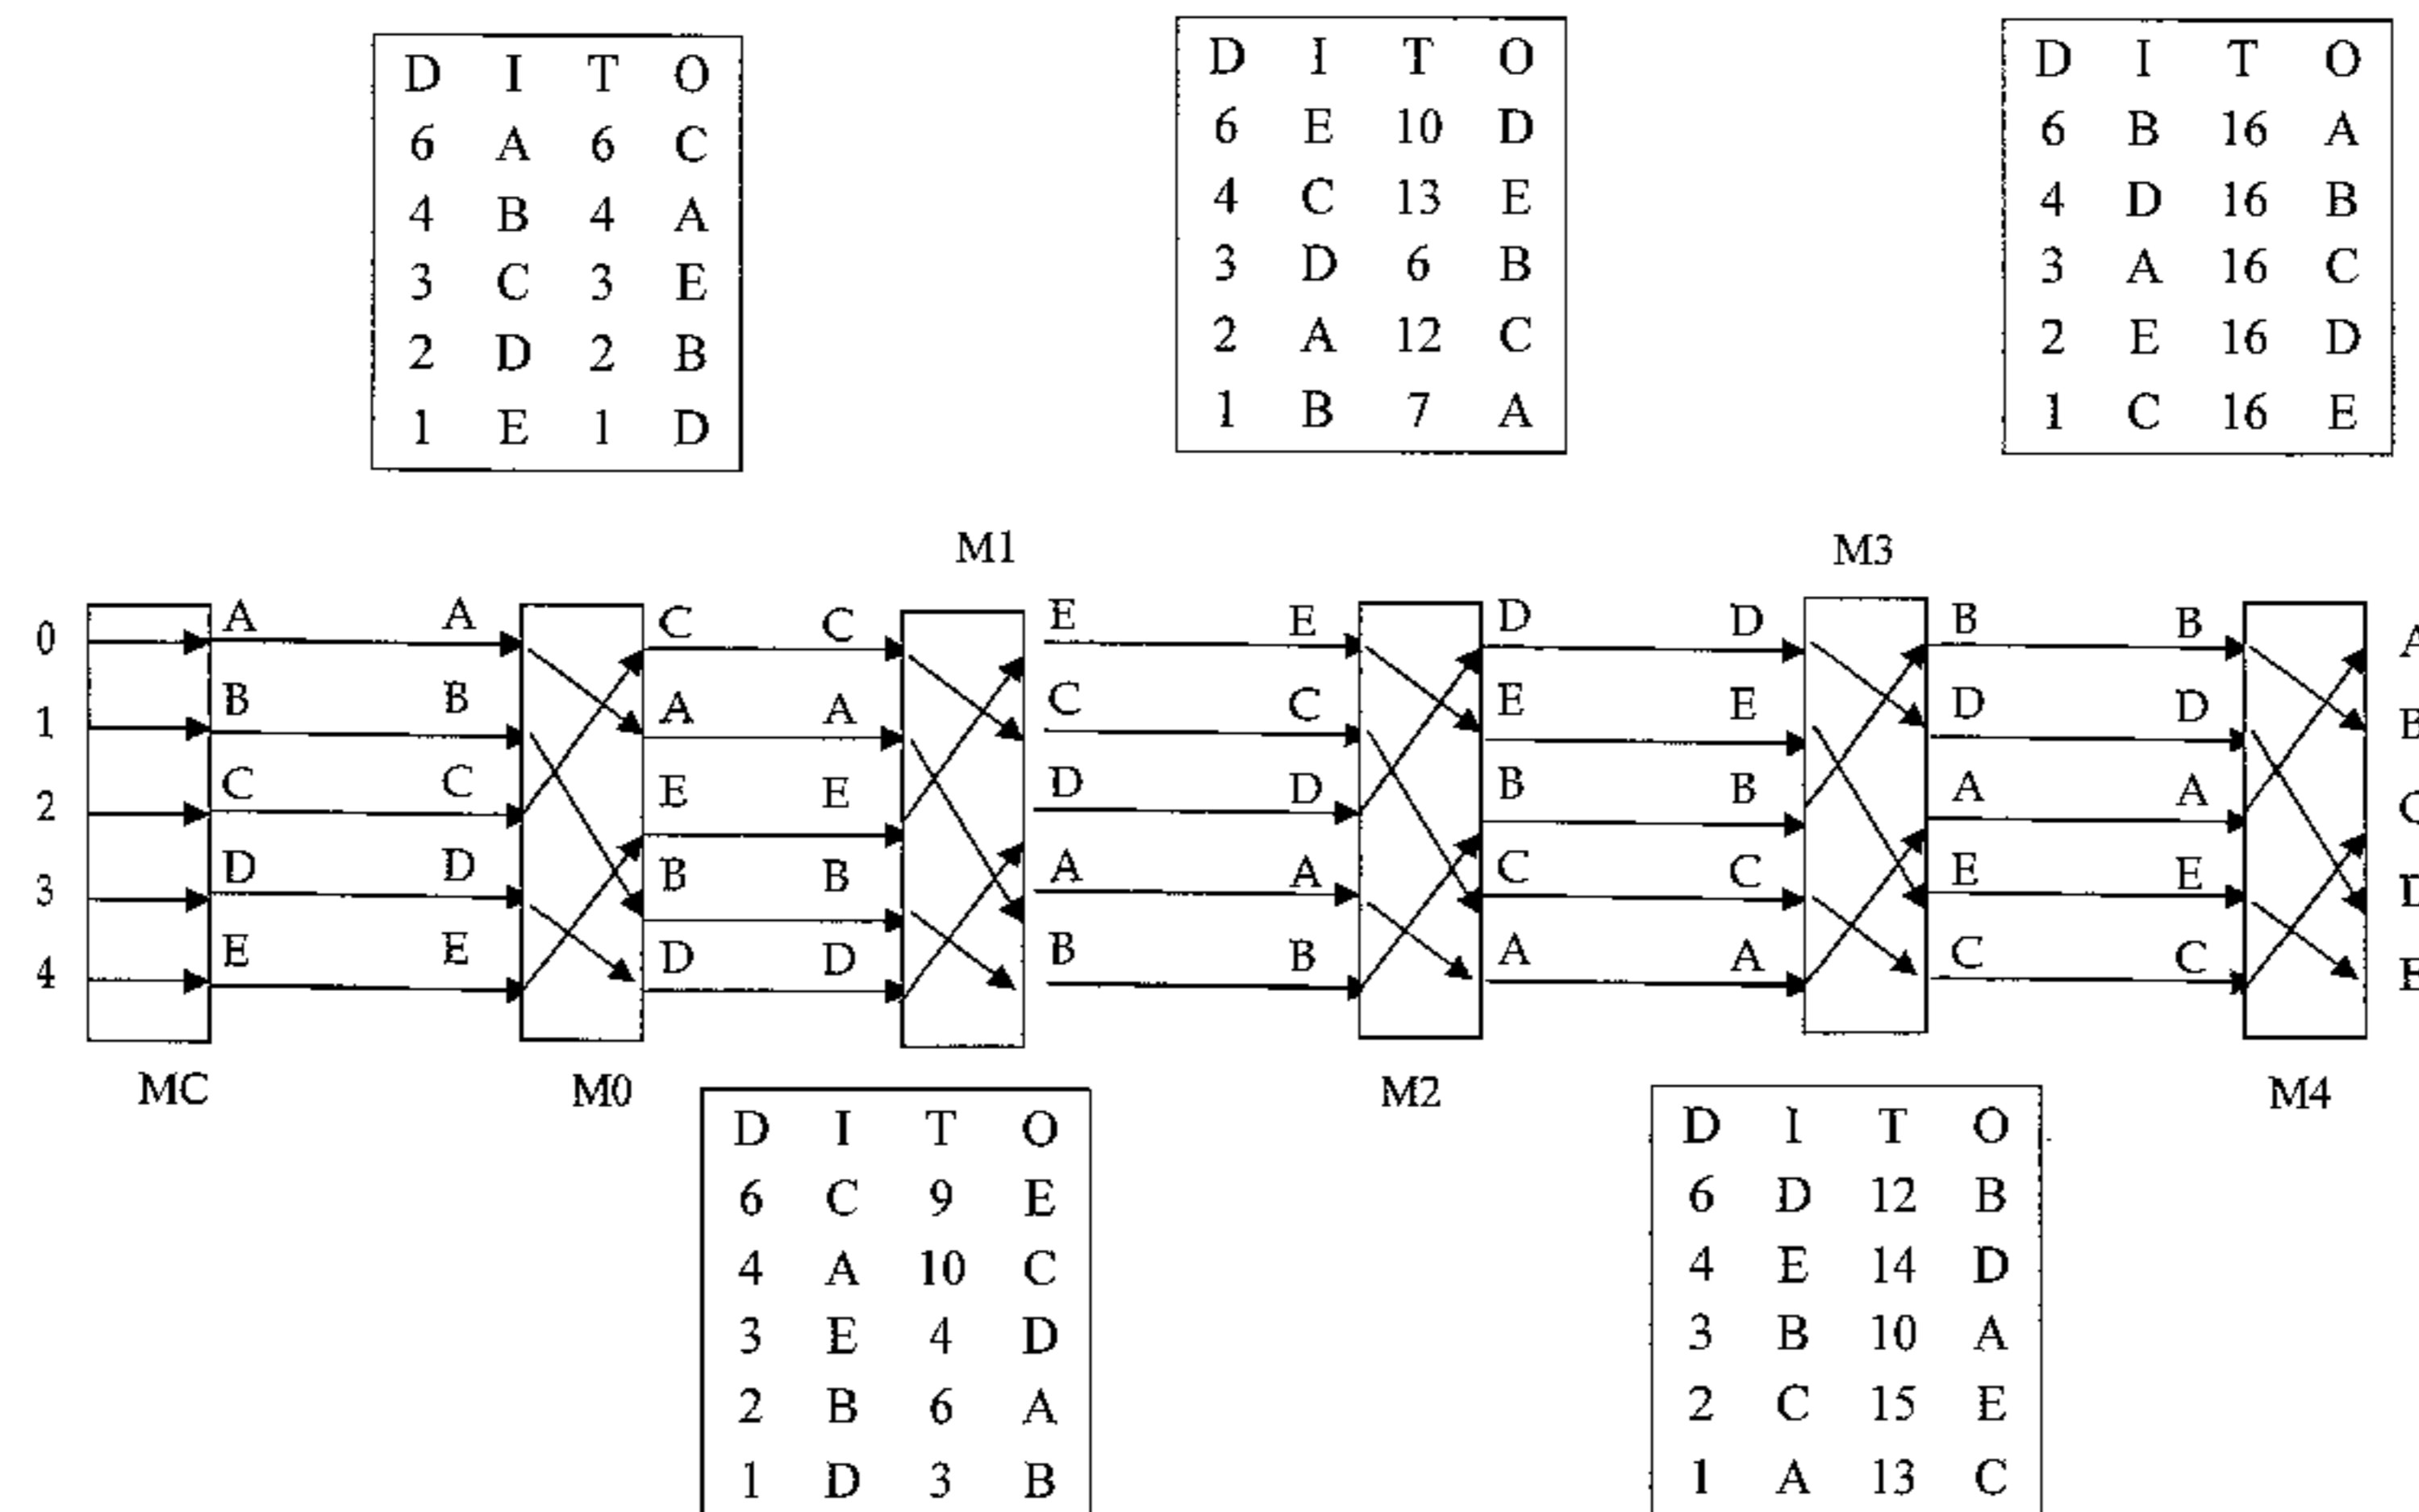 D I T O
6 A 6 C
4 B 4 A
3 C 3 E
2 D 2 B
1 E 1 D
D I T O
6 E 10 D
4 C 13 E
3 D 6 B
2 A 12 C
1 B 7 A
D I T O
6 B 16 A
4 D 16 B
3 A 16 C
2 E 16 D
1 C 16 E
M1 M3
0 A A C C E E D D B B A
1 B B A A C C E E D D B
2 C C E E D D B B A A C
3 D D B B A A C C E E D
4 E E D D B B A A C C E
MC M0 M2 M4
D I T O
6 C 9 E
4 A 10 C
3 E 4 D
2 B 6 A
1 D 3 B
D I T O
6 D 12 B
4 E 14 D
3 B 10 A
2 C 15 E
1 A 13 C